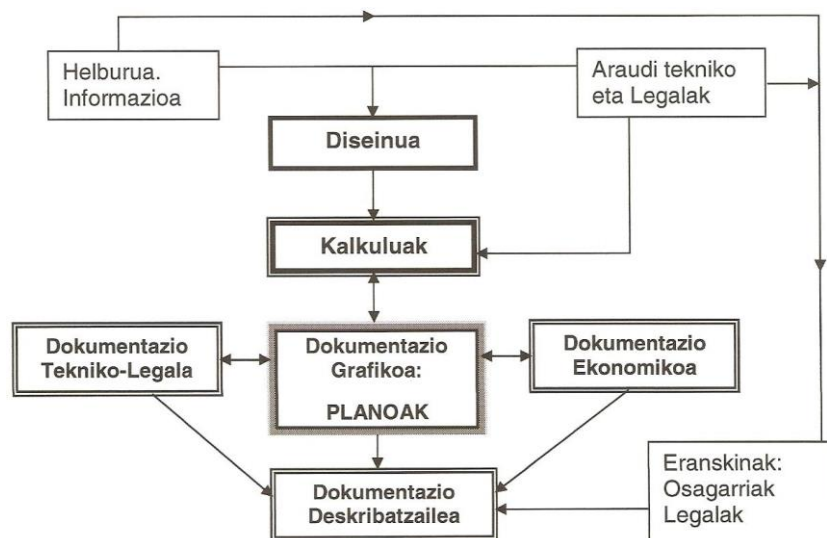 Helburua.
Informazioa
Araudi tekniko
eta Legalak
Diseinua
Kalkuluak
Dokumentazio
Tekniko-Legala
Dokumentazio
Grafikoa:
PLANOAK
Dokumentazio
Ekonomikoa
Dokumentazio
Deskribatzailea
Eranskinak:
Osagarriak
Legalak